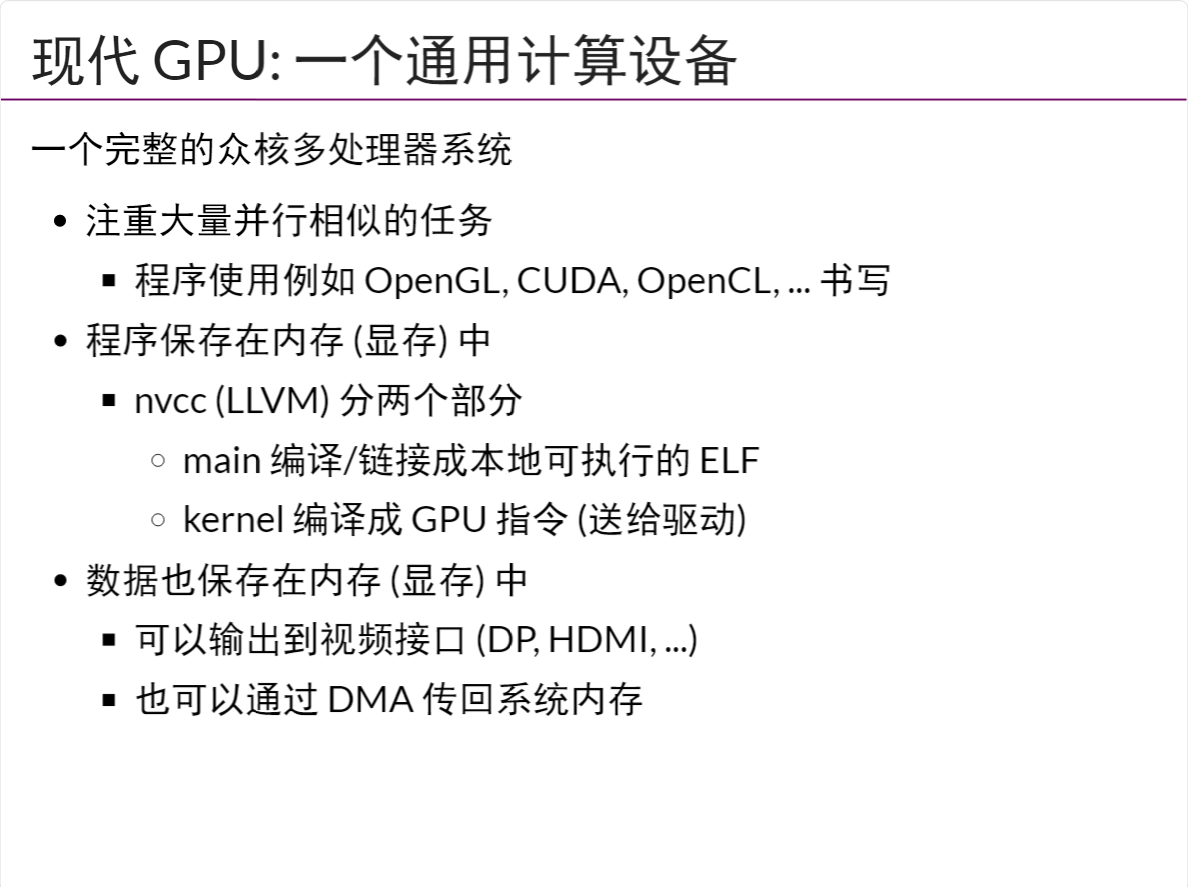 现代 GPU: 一个通用计算设备
一个完整的众核多处理器系统
• 注重大量并行相似的任务
▪ 程序使用例如 OpenGL, CUDA, OpenCL, ... 书写
• 程序保存在内存 (显存) 中
▪ nvcc (LLVM) 分两个部分
○ main 编译/链接成本地可执行的 ELF
○ kernel 编译成 GPU 指令 (送给驱动)
• 数据也保存在内存 (显存) 中
▪ 可以输出到视频接口 (DP, HDMI, ...)
▪ 也可以通过 DMA 传回系统内存